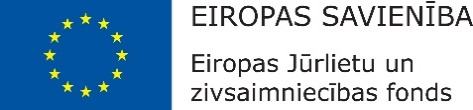 EIROPAS SAVIENĪBA
Eiropas Jūrlietu un
zivsaimniecības fonds